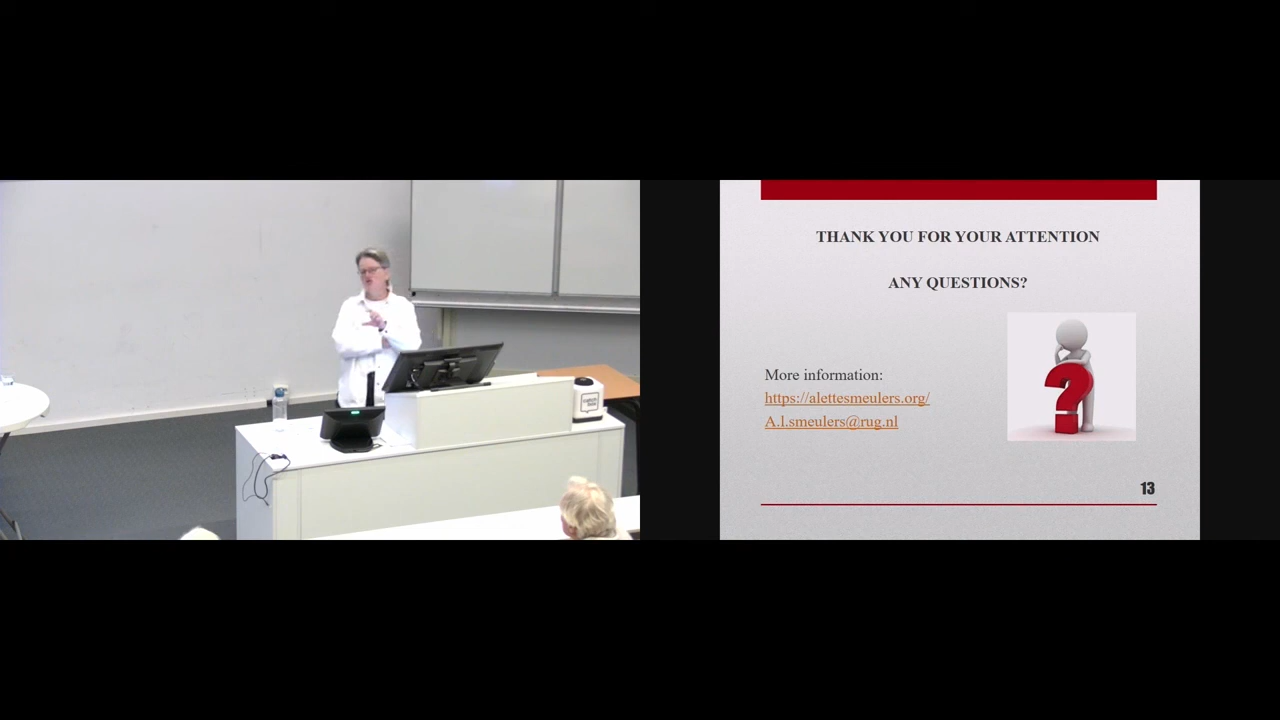 THANK YOU FOR YOUR ATTENTION
ANY QUESTIONS?
More information:
https://alettesmeulers.org/
A.l.smeulers@rug.nl
13